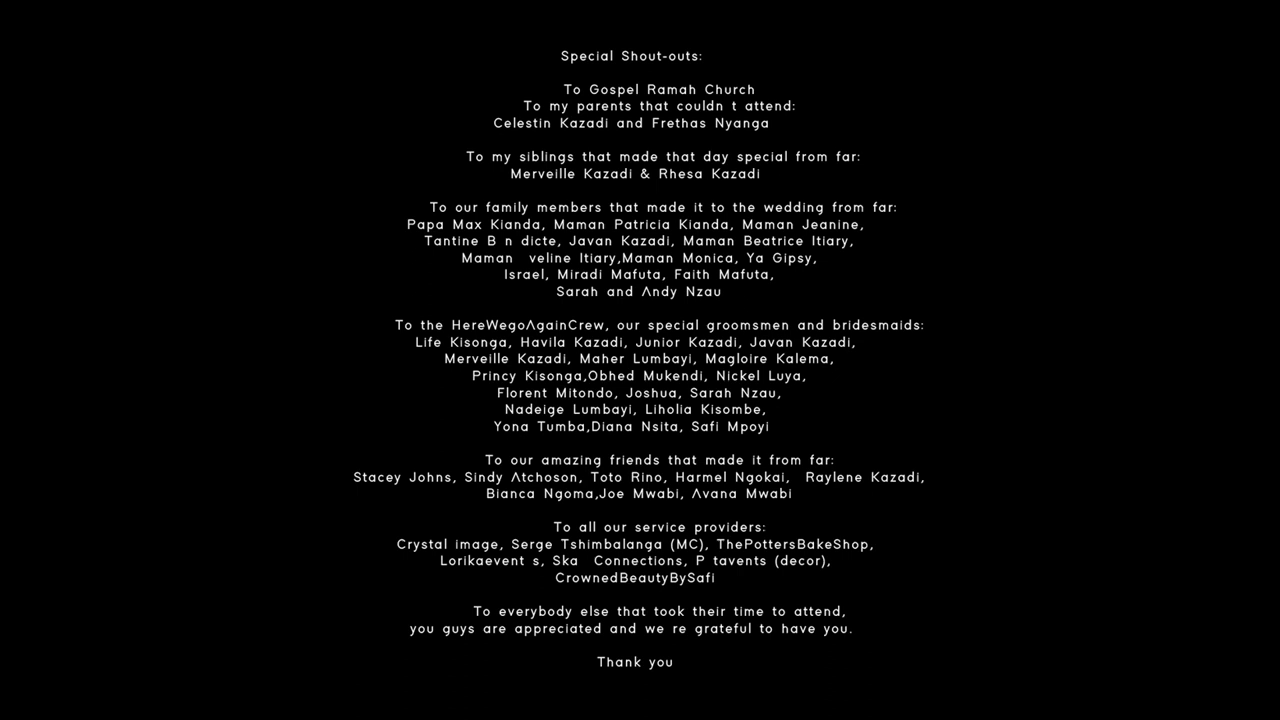 Special Shout-outs:
To Gospel Ramah Church
To my parents that couldn t attend:
Celestin Kazadi and Frethas Nyanga
To my siblings that made that day special from far:
Merveille Kazadi & Rhesa Kazadi
To our family members that made it to the wedding from far:
Papa Max Kianda, Maman Patricia Kianda, Maman Jeanine,
Tantine B n dicte, Javan Kazadi, Maman Beatrice Itiary,
Maman  veline Itiary,Maman Monica, Ya Gipsy,
Israel, Miradi Mafuta, Faith Mafuta,
Sarah and Andy Nzau
To the HereWegoAgainCrew, our special groomsmen and bridesmaids:
Life Kisonga, Havila Kazadi, Junior Kazadi, Javan Kazadi,
Merveille Kazadi, Maher Lumbayi, Magloire Kalema,
Princy Kisonga,Obhed Mukendi, Nickel Luya,
Florent Mitondo, Joshua, Sarah Nzau,
Nadeige Lumbayi, Liholia Kisombe,
Yona Tumba,Diana Nsita, Safi Mpoyi
To our amazing friends that made it from far:
Stacey Johns, Sindy Atchoson, Toto Rino, Harmel Ngokai,  Raylene Kazadi,
Bianca Ngoma,Joe Mwabi, Avana Mwabi
To all our service providers:
Crystal image, Serge Tshimbalanga (MC), ThePottersBakeShop,
Lorikaevent s, Ska  Connections, P tavents (decor),
CrownedBeautyBySafi
To everybody else that took their time to attend,
you guys are appreciated and we re grateful to have you.
Thank you